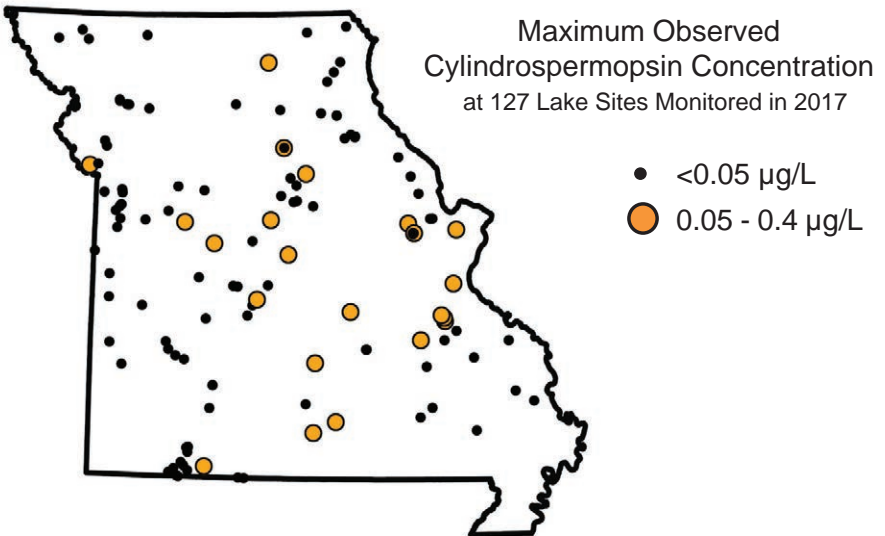 Maximum Observed
Cylindrospermopsin Concentration
at 127 Lake Sites Monitored in 2017
<0.05 µg/L
0.05 - 0.4 µg/L